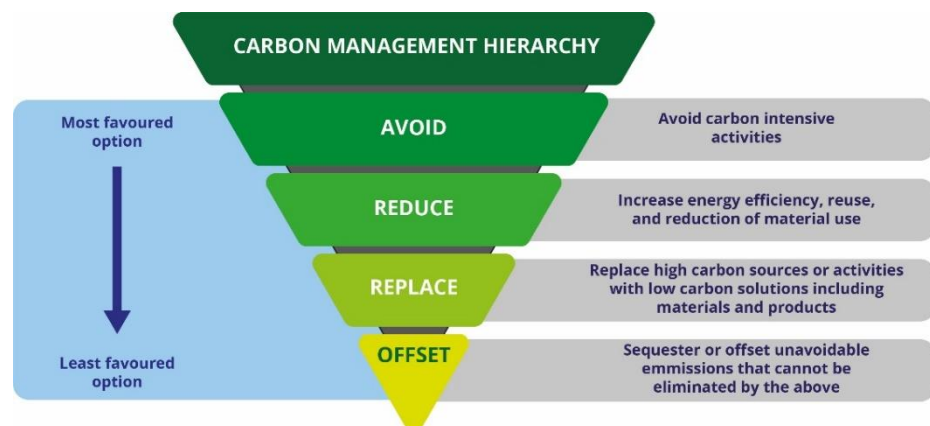 CARBON MANAGEMENT HIERARCHY
Most favoured
option
AVOID
Avoid carbon intensive
activities
REDUCE
Increase energy efficiency, reuse,
and reduction of material use
REPLACE
Replace high carbon sources or activities
with low carbon solutions including
materials and products
Least favoured
option
OFFSET
Sequester or offset unavoidable
emmissions that cannot be
eliminated by the above